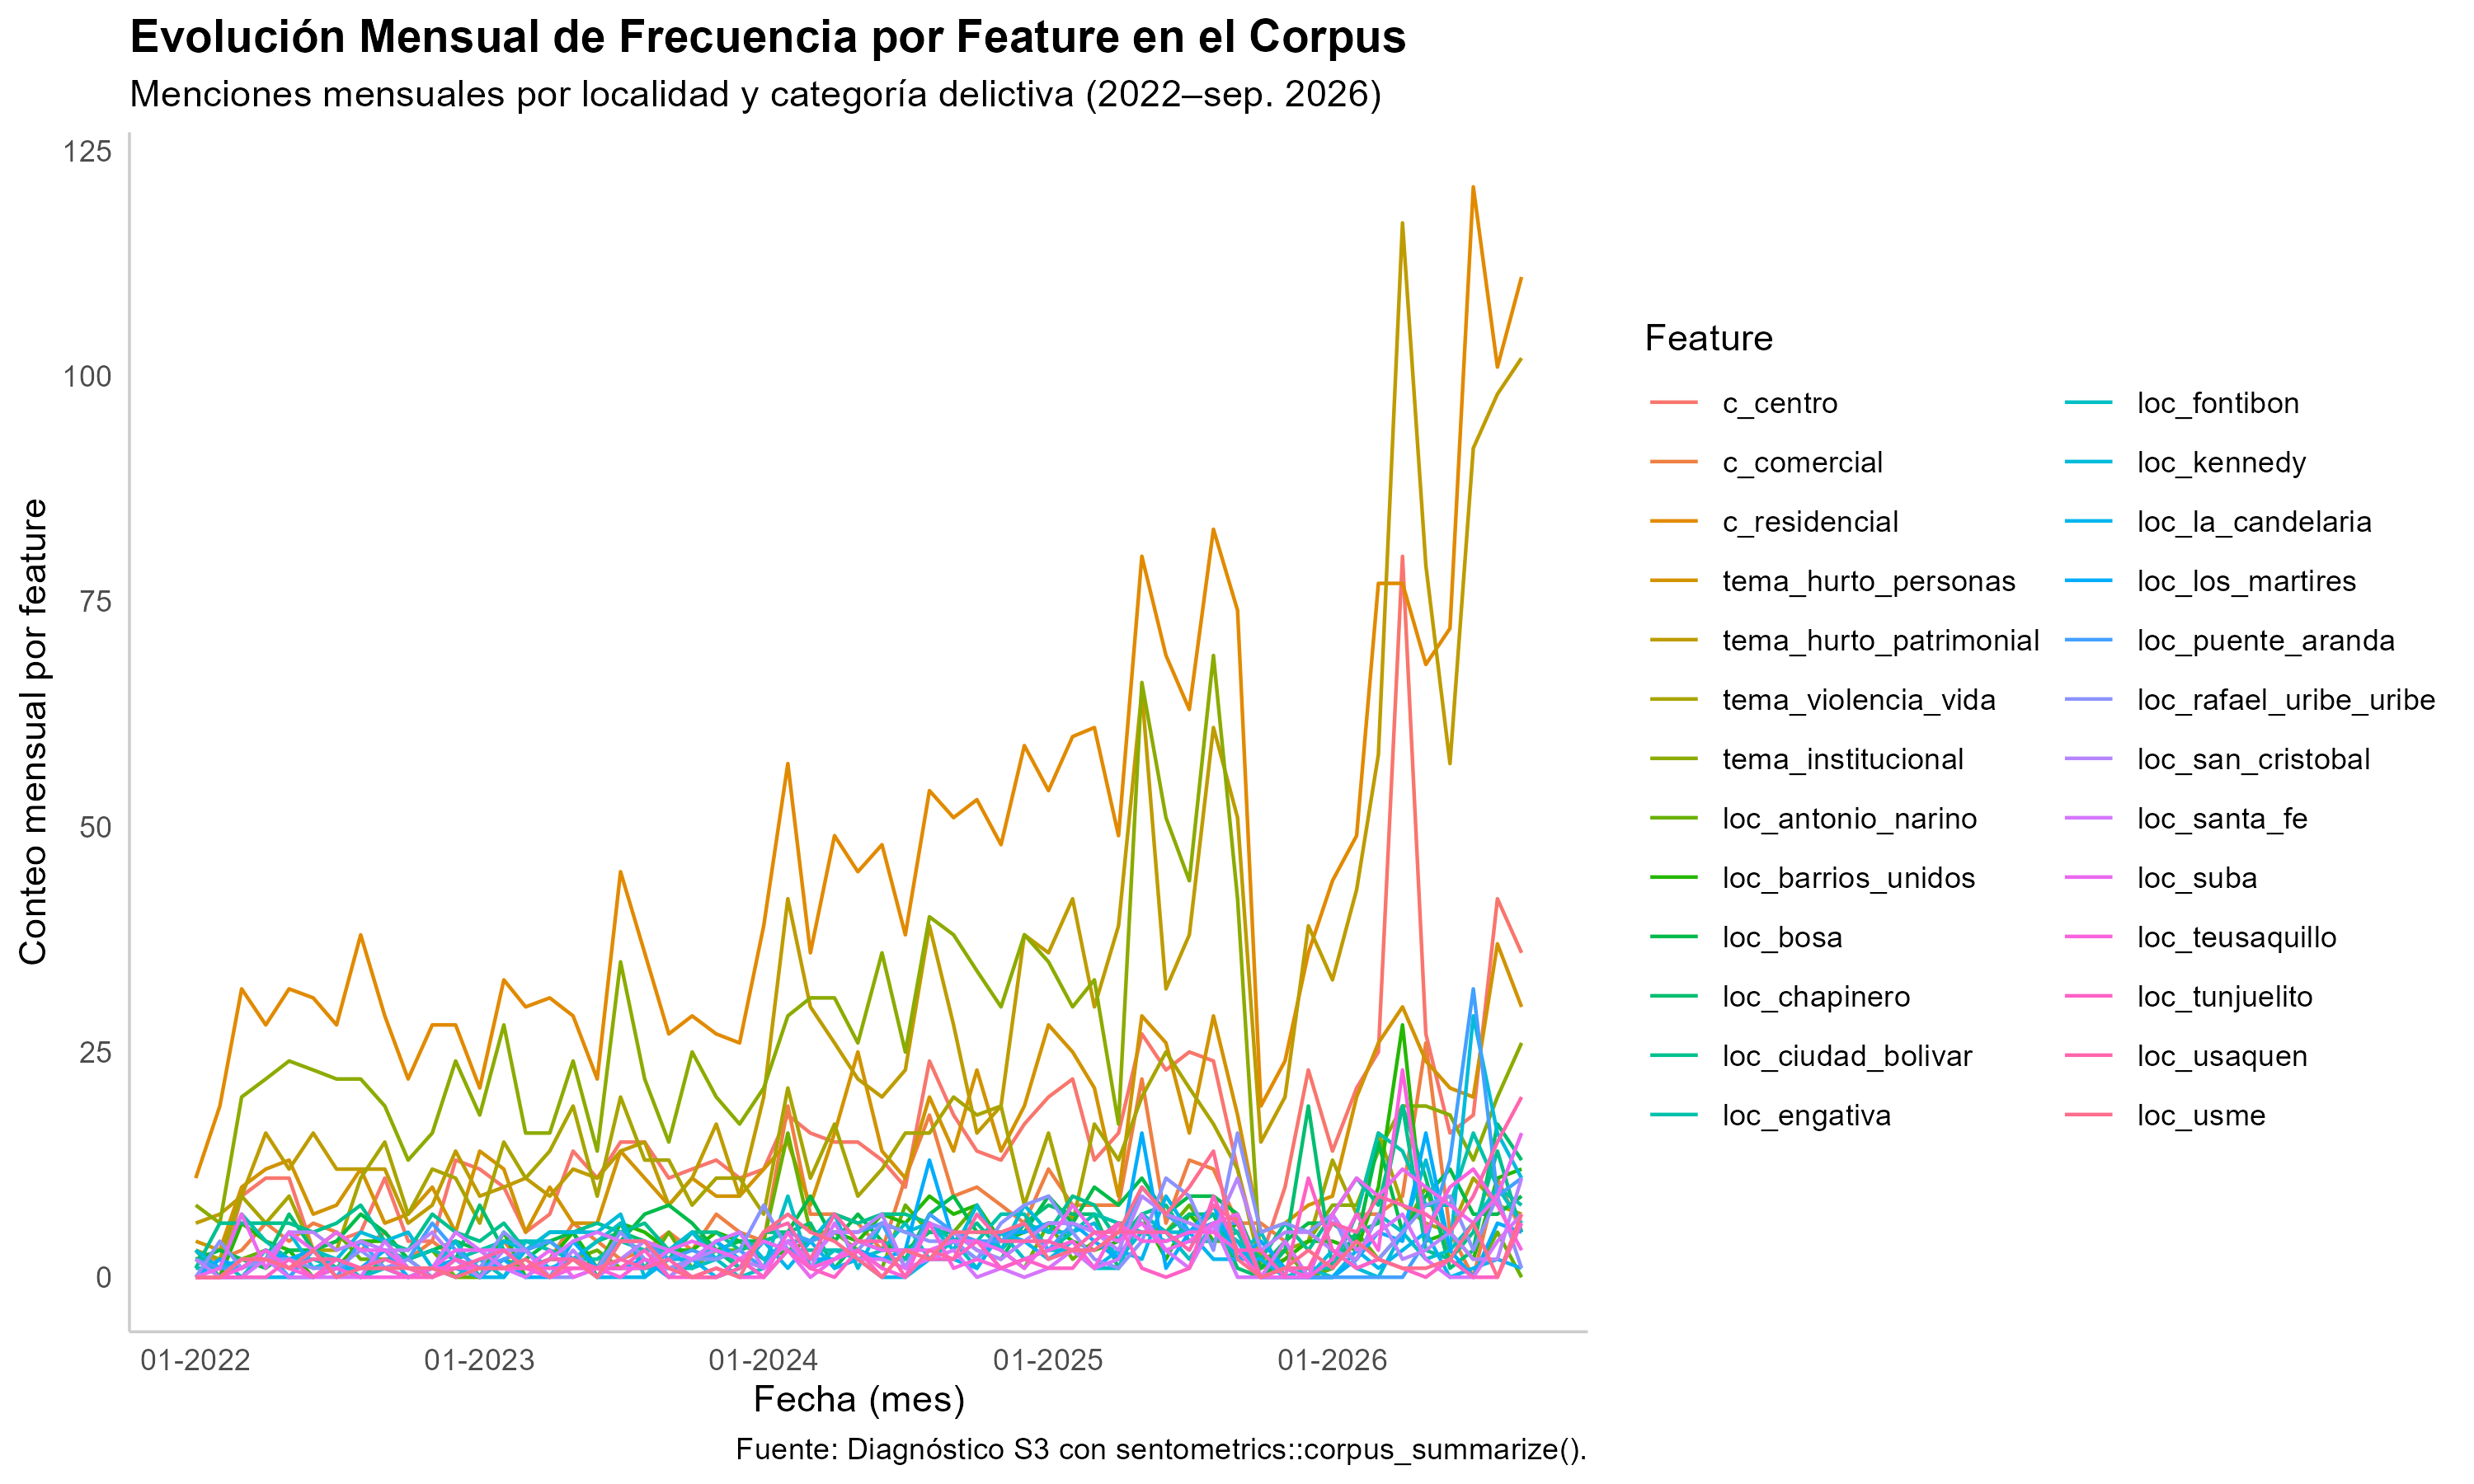 Evolución Mensual de Frecuencia por Feature en el Corpus
Menciones mensuales por localidad y categoría delictiva (2022–sep. 2026)
Conteo mensual por feature
125
100
75
50
25
0
01-2022
01-2023
01-2024
01-2025
01-2026
Fecha (mes)
Fuente: Diagnóstico S3 con sentometrics::corpus_summarize().
Feature
c_centro
c_comercial
c_residencial
tema_hurto_personas
tema_hurto_patrimonial
tema_violencia_vida
tema_institucional
loc_antonio_narino
loc_barrios_unidos
loc_bosa
loc_chapinero
loc_ciudad_bolivar
loc_engativa
loc_fontibon
loc_kennedy
loc_la_candelaria
loc_los_martires
loc_puente_aranda
loc_rafael_uribe_uribe
loc_san_cristobal
loc_santa_fe
loc_suba
loc_teusaquillo
loc_tunjuelito
loc_usaquen
loc_usme